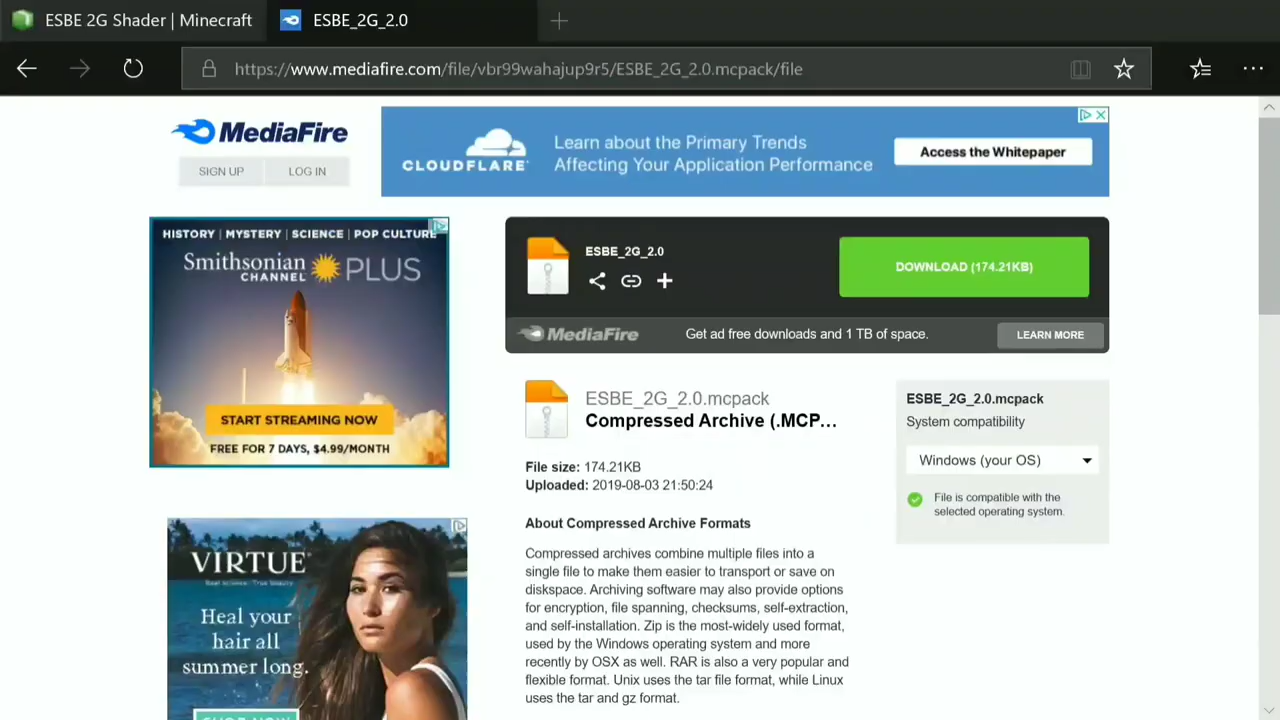 ESBE 2G Shader | Minecraft
ESBE_2G_2.0
https://www.mediafire.com/file/vbr99wahajup9r5/ESBE_2G_2.0.mcpack/file
MediaFire
SIGN UP
LOG IN
CLOUDFLARE
Learn about the Primary Trends
Affecting Your Application Performance
Access the Whitepaper
HISTORY | MYSTERY | SCIENCE | POP CULTURE
Smithsonian
CHANNEL
PLUS
START STREAMING NOW
FREE FOR 7 DAYS, $4.99/MONTH
ESBE_2G_2.0
DOWNLOAD (174.21KB)
MediaFire
Get ad free downloads and 1 TB of space.
LEARN MORE
ESBE_2G_2.0.mcpack
Compressed Archive (.MCP...
File size: 174.21KB
Uploaded: 2019-08-03 21:50:24
About Compressed Archive Formats
Compressed archives combine multiple files into a
single file to make them easier to transport or save on
diskspace. Archiving software may also provide options
for encryption, file spanning, checksums, self-extraction,
and self-installation. Zip is the most-widely used format,
used by the Windows operating system and more
recently by OSX as well. RAR is also a very popular and
flexible format. Unix uses the tar file format, while Linux
uses the tar and gz format.
ESBE_2G_2.0.mcpack
System compatibility
Windows (your OS)
File is compatible with the
selected operating system.
VIRTUE
Real Science. True Beauty.
Heal your
hair all
summer long.
SHOP NOW